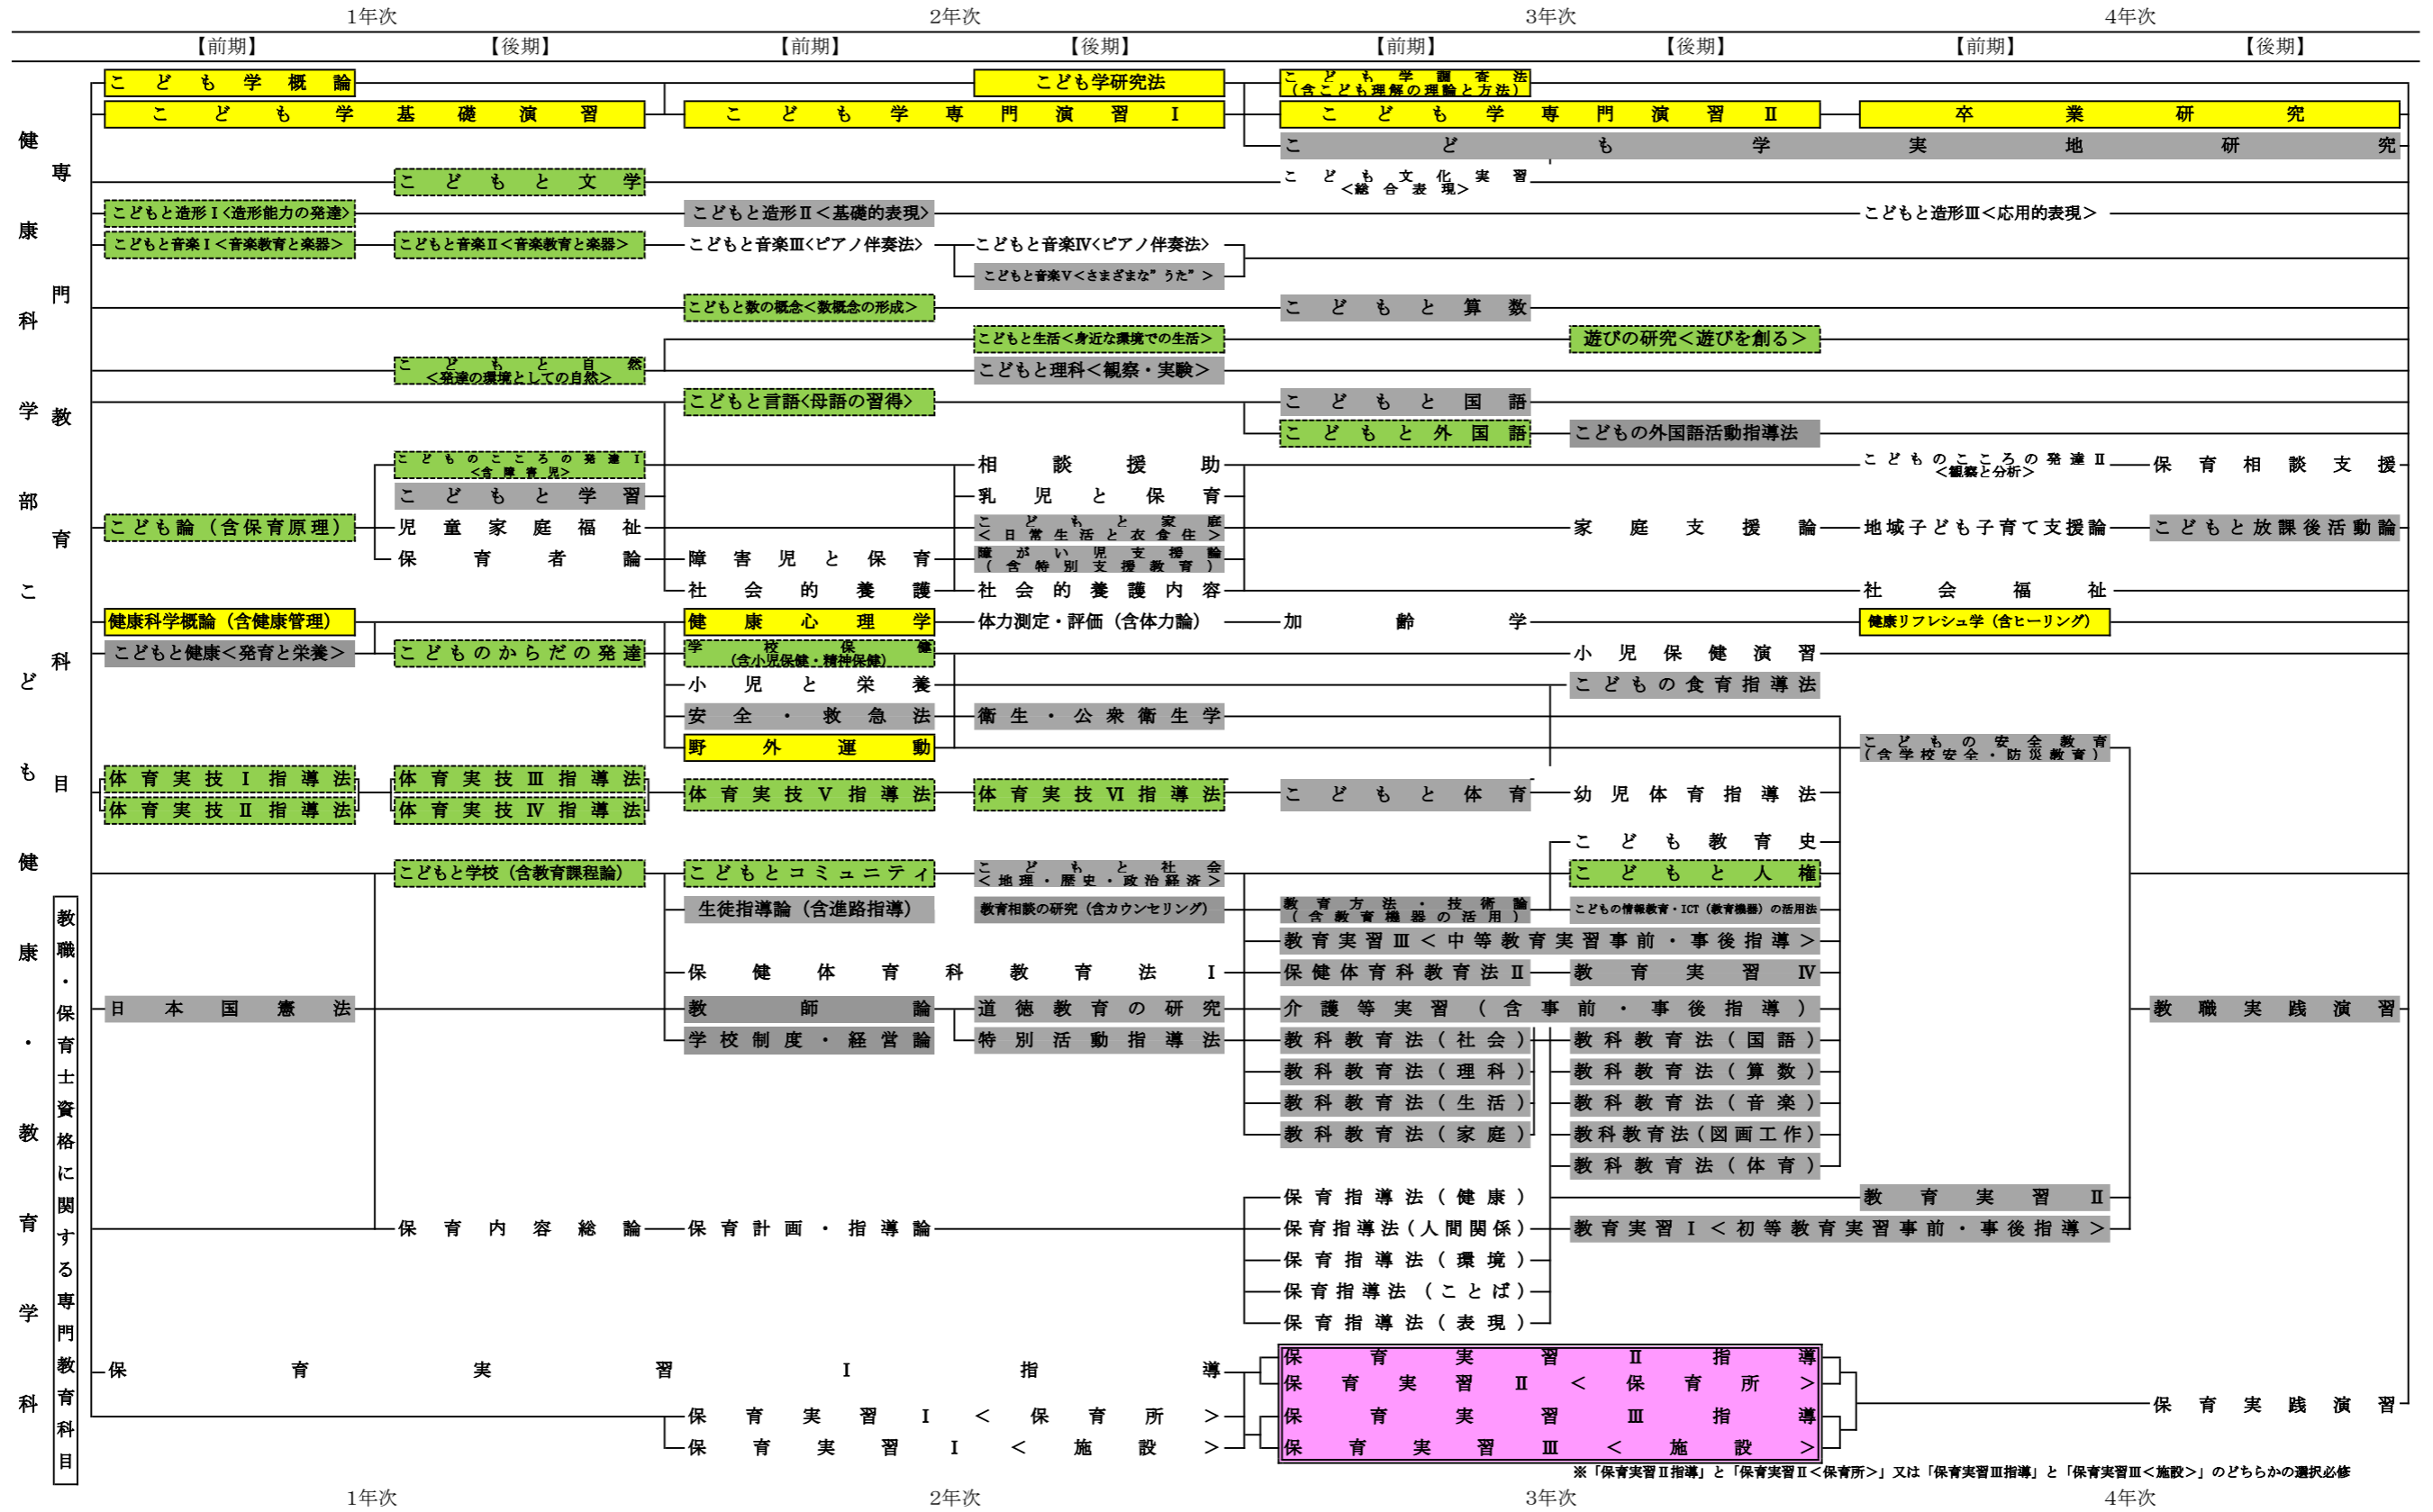 1年次 2年次 3年次 4年次
【前期】 【後期】 【前期】 【後期】 【前期】 【後期】 【前期】 【後期】
健康科学部こども健康・教育学科
専門教育科目
教職・保育士資格に関する専門教育科目
こども学概論 こども学研究法 こども学調査法
(含こども理解の理論と方法)
こども学基礎演習 こども学専門演習Ⅰ こども学専門演習Ⅱ 卒業研究
こども学実地研究
こどもと文学 こども文化実習
<総合表現>
こどもと造形Ⅰ<造形能力の発達> こどもと造形Ⅱ<基礎的表現> こどもと造形Ⅲ<応用的表現>
こどもと音楽Ⅰ<音楽教育と楽器> こどもと音楽Ⅱ<音楽教育と楽器> こどもと音楽Ⅲ<ピアノ伴奏法> こどもと音楽Ⅳ<ピアノ伴奏法>
こどもと音楽Ⅴ<さまざまな”うた”>
こどもと数の概念<数概念の形成> こどもと算数
こどもと生活<身近な環境での生活> 遊びの研究<遊びを創る>
こどもと自然
<発達の環境としての自然> こどもと理科<観察・実験>
こどもと言語<母語の習得> こどもと国語
こどもと外国語 こどもの外国語活動指導法
こどものこころの発達Ⅰ
<含障害児> 相談援助 こどものこころの発達Ⅱ
<観察と分析> 保育相談支援
こどもと学習 乳児と保育
こども論(含保育原理) 児童家庭福祉 こどもと家庭
<日常生活と衣食住> 家庭支援論 地域子ども子育て支援論 こどもと放課後活動論
保育者論 障害児と保育 障がい児支援論
(含特別支援教育)
社会的養護 社会的養護内容 社会福祉
健康科学概論(含健康管理) 健康心理学 体力測定・評価(含体力論) 加齢学 健康リフレシュ学(含ヒーリング)
こどもと健康<発育と栄養> こどものからだの発達 学校保健
(含小児保健・精神保健) 小児保健演習
小児と栄養 こどもの食育指導法
安全・救急法 衛生・公衆衛生学
野外運動 こどもの安全教育
(含学校安全・防災教育)
体育実技Ⅰ指導法 体育実技Ⅲ指導法
体育実技Ⅴ指導法 体育実技Ⅵ指導法 こどもと体育 幼児体育指導法
体育実技Ⅱ指導法 体育実技Ⅳ指導法
こども教育史
こどもと学校(含教育課程論) こどもとコミュニティ こどもと社会
<地理・歴史・政治経済> こどもと人権
生徒指導論(含進路指導) 教育相談の研究(含カウンセリング) 教育方法・技術論
(含教育機器の活用) こどもの情報教育・ICT(教育機器)の活用法
教育実習Ⅲ<中等教育実習事前・事後指導>
保健体育科教育法Ⅰ 保健体育科教育法Ⅱ 教育実習Ⅳ
日本国憲法 教師論 道徳教育の研究 介護等実習(含事前・事後指導) 教職実践演習
学校制度・経営論 特別活動指導法 教科教育法(社会) 教科教育法(国語)
教科教育法(理科) 教科教育法(算数)
教科教育法(生活) 教科教育法(音楽)
教科教育法(家庭) 教科教育法(図画工作)
教科教育法(体育)
保育指導法(健康) 教育実習Ⅱ
保育内容総論 保育計画・指導論 保育指導法(人間関係) 教育実習Ⅰ<初等教育実習事前・事後指導>
保育指導法(環境)
保育指導法(ことば)
保育指導法(表現)
保育実習Ⅰ指導 保育実習Ⅱ指導
保育実習Ⅱ<保育所>
保育実習Ⅰ<保育所> 保育実習Ⅲ指導 保育実践演習
保育実習Ⅰ<施設> 保育実習Ⅲ<施設>
※「保育実習Ⅱ指導」と「保育実習Ⅱ<保育所>」又は「保育実習Ⅲ指導」と「保育実習Ⅲ<施設>」のどちらかの選択必修
1年次 2年次 3年次 4年次